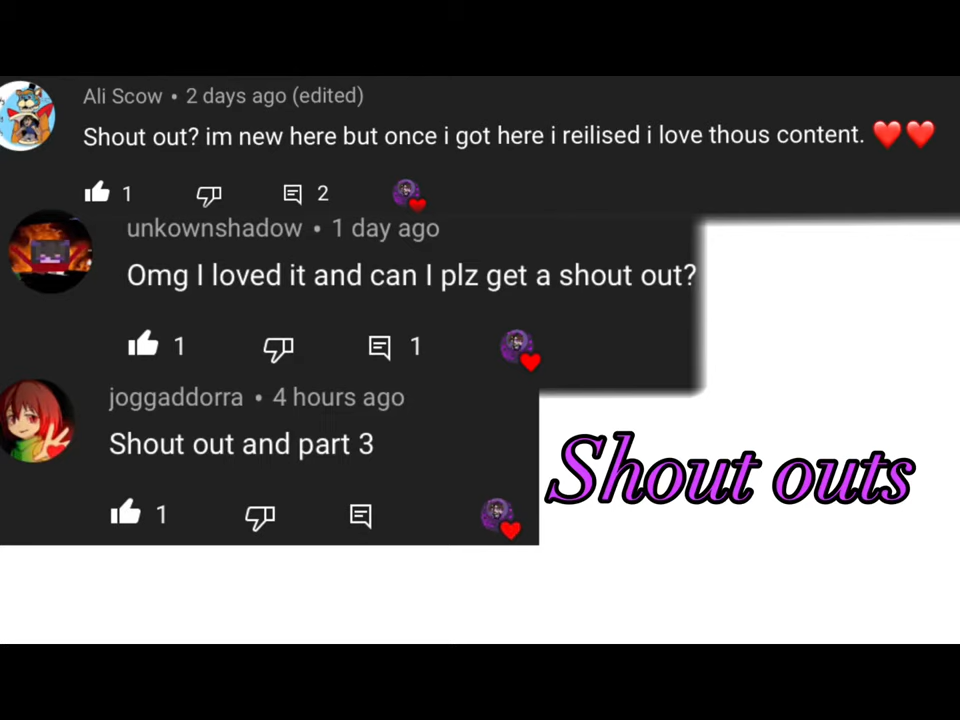 Ali Scow • 2 days ago (edited)
Shout out? im new here but once i got here i reilised i love thous content. ❤️❤️
1 2
unkownshadow • 1 day ago
Omg I loved it and can I plz get a shout out?
1 1
joggaddorra • 4 hours ago
Shout out and part 3
Shout outs
1